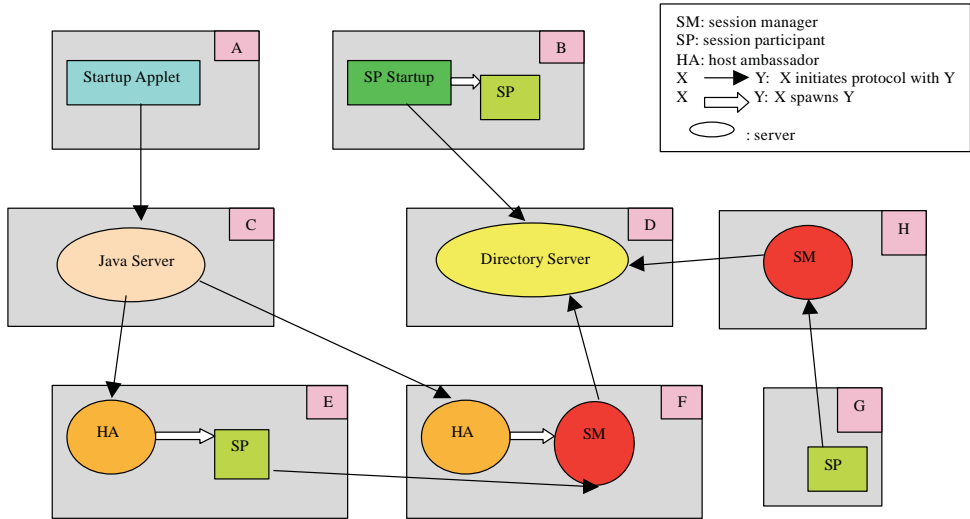 A
Startup Applet
B
SP Startup
SP
SM: session manager
SP: session participant
HA: host ambassador
X Y: X initiates protocol with Y
X Y: X spawns Y
: server
C
Java Server
D
Directory Server
H
SM
E
HA
SP
F
HA
SM
G
SP